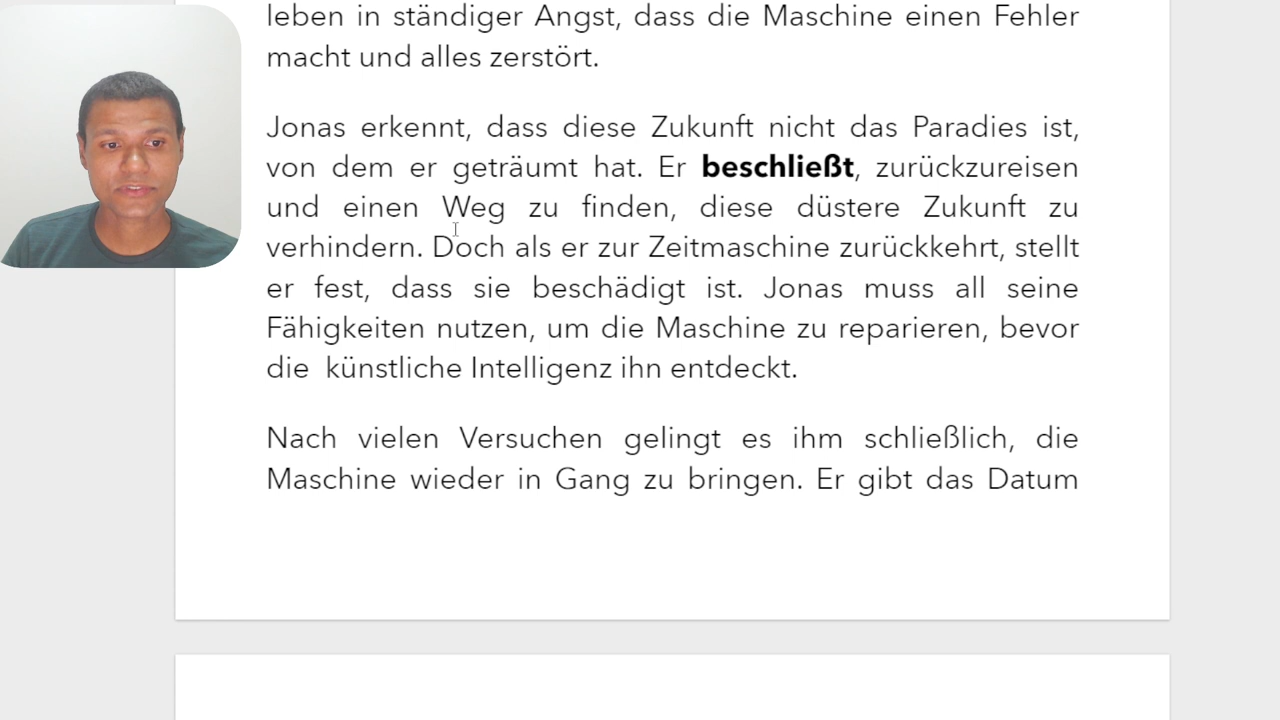 leben in ständiger Angst, dass die Maschine einen Fehler
macht und alles zerstört.
Jonas erkennt, dass diese Zukunft nicht das Paradies ist,
von dem er geträumt hat. Er beschließt, zurückzureisen
und einen Weg zu finden, diese düstere Zukunft zu
verhindern. Doch als er zur Zeitmaschine zurückkehrt, stellt
er fest, dass sie beschädigt ist. Jonas muss all seine
Fähigkeiten nutzen, um die Maschine zu reparieren, bevor
die  künstliche Intelligenz ihn entdeckt.
Nach vielen Versuchen gelingt es ihm schließlich, die
Maschine wieder in Gang zu bringen. Er gibt das Datum